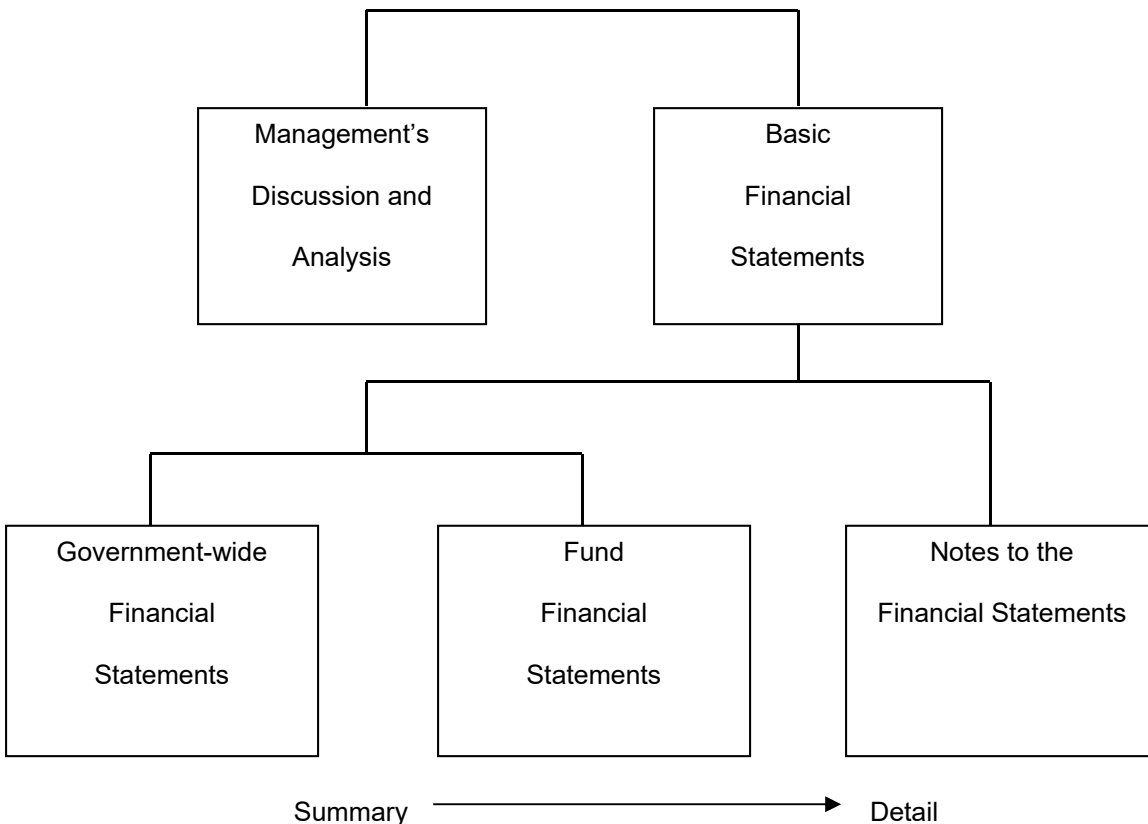 Management’s
Discussion and
Analysis
Basic
Financial
Statements
Government-wide
Financial
Statements
Fund
Financial
Statements
Notes to the
Financial Statements
Summary
Detail